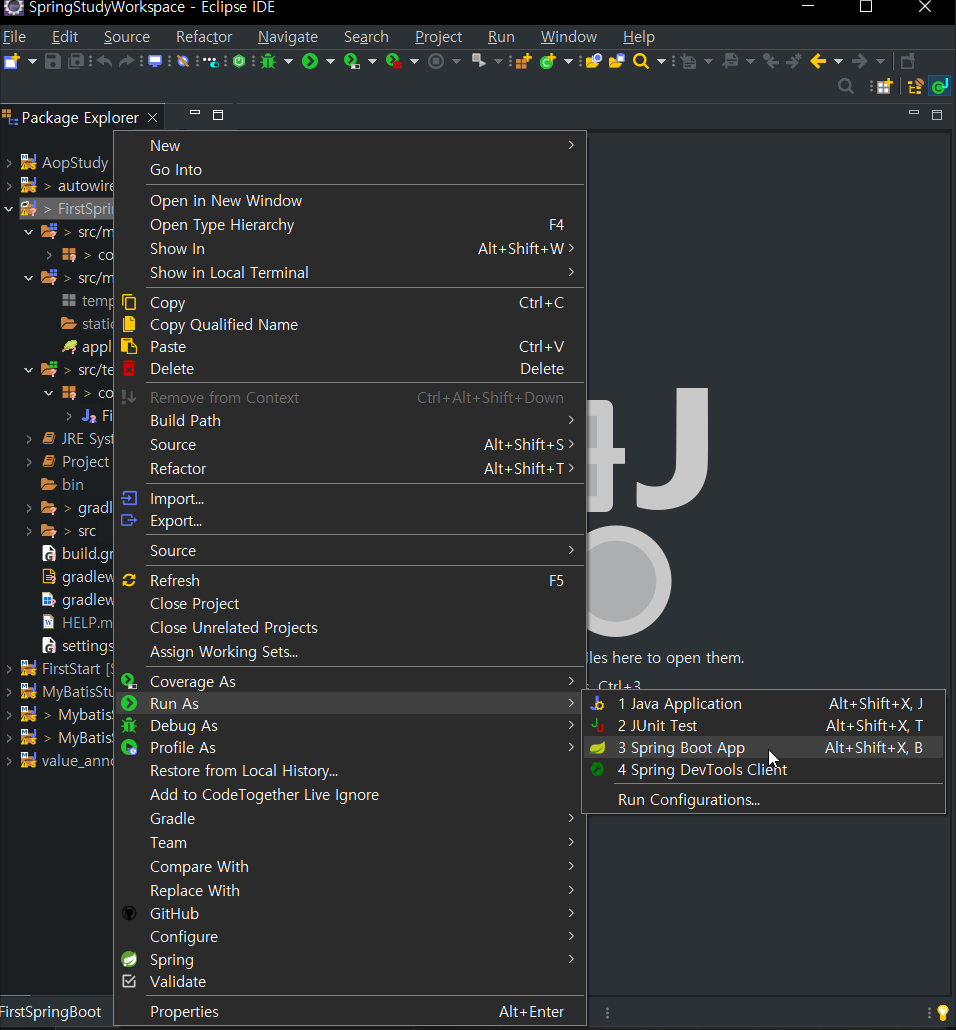 SpringStudyWorkspace - Eclipse IDE
File Edit Source Refactor Navigate Search Project Run Window Help
Package Explorer
AopStudy
> autowire
> FirstSpri
> src/m
> co
> src/m
temp
static
appl
> src/te
> co
Fi
JRE Syst
Project
bin
> gradl
> src
build.gr
gradlew
gradlew
HELP.m
settings
FirstStart [S
MyBatisStu
> Mybatis
> MyBatis
value_anno
New
Go Into
Open in New Window
Open Type Hierarchy F4
Show In Alt+Shift+W >
Show in Local Terminal
Copy Ctrl+C
Copy Qualified Name
Paste Ctrl+V
Delete Delete
Remove from Context Ctrl+Alt+Shift+Down
Build Path
Source Alt+Shift+S >
Refactor Alt+Shift+T >
Import...
Export...
Source
Refresh F5
Close Project
Close Unrelated Projects
Assign Working Sets...
Coverage As
Run As
Debug As
Profile As
Restore from Local History...
Add to CodeTogether Live Ignore
Gradle
Team
Compare With
Replace With
GitHub
Configure
Spring
Validate
Properties Alt+Enter
iles here to open them.
Ctrl+3
1 Java Application Alt+Shift+X, J
2 JUnit Test Alt+Shift+X, T
3 Spring Boot App Alt+Shift+X, B
4 Spring DevTools Client
Run Configurations...
FirstSpringBoot